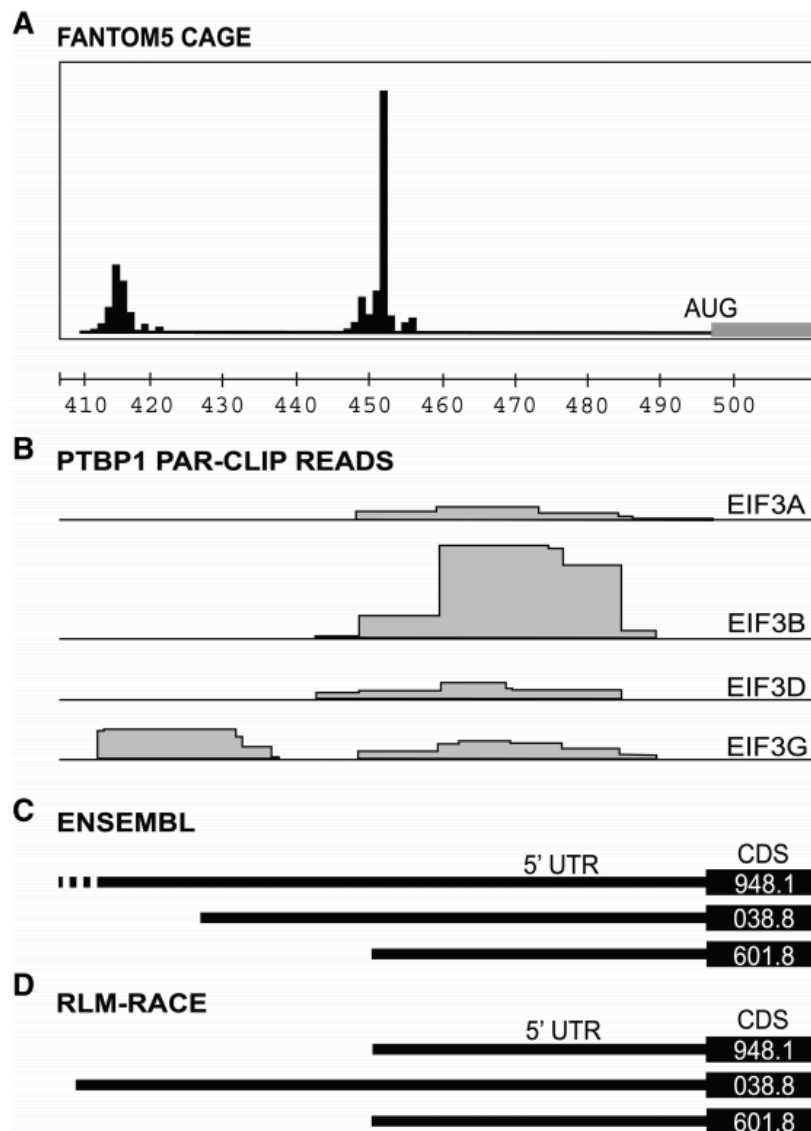 A
FANTOM5 CAGE
AUG
410 420 430 440 450 460 470 480 490 500
B
PTBP1 PAR-CLIP READS
EIF3A
EIF3B
EIF3D
EIF3G
C
ENSEMBL
5’ UTR
CDS
948.1
038.8
601.8
D
RLM-RACE
5’ UTR
CDS
948.1
038.8
601.8